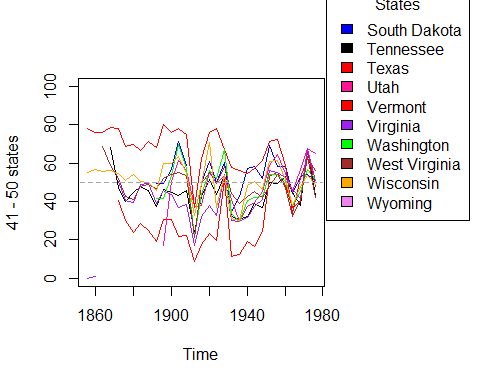 States
South Dakota
Tennessee
Texas
Utah
Vermont
Virginia
Washington
West Virginia
Wisconsin
Wyoming
41 - 50 states
100
80
60
40
20
0
1860
1900
1940
1980
Time